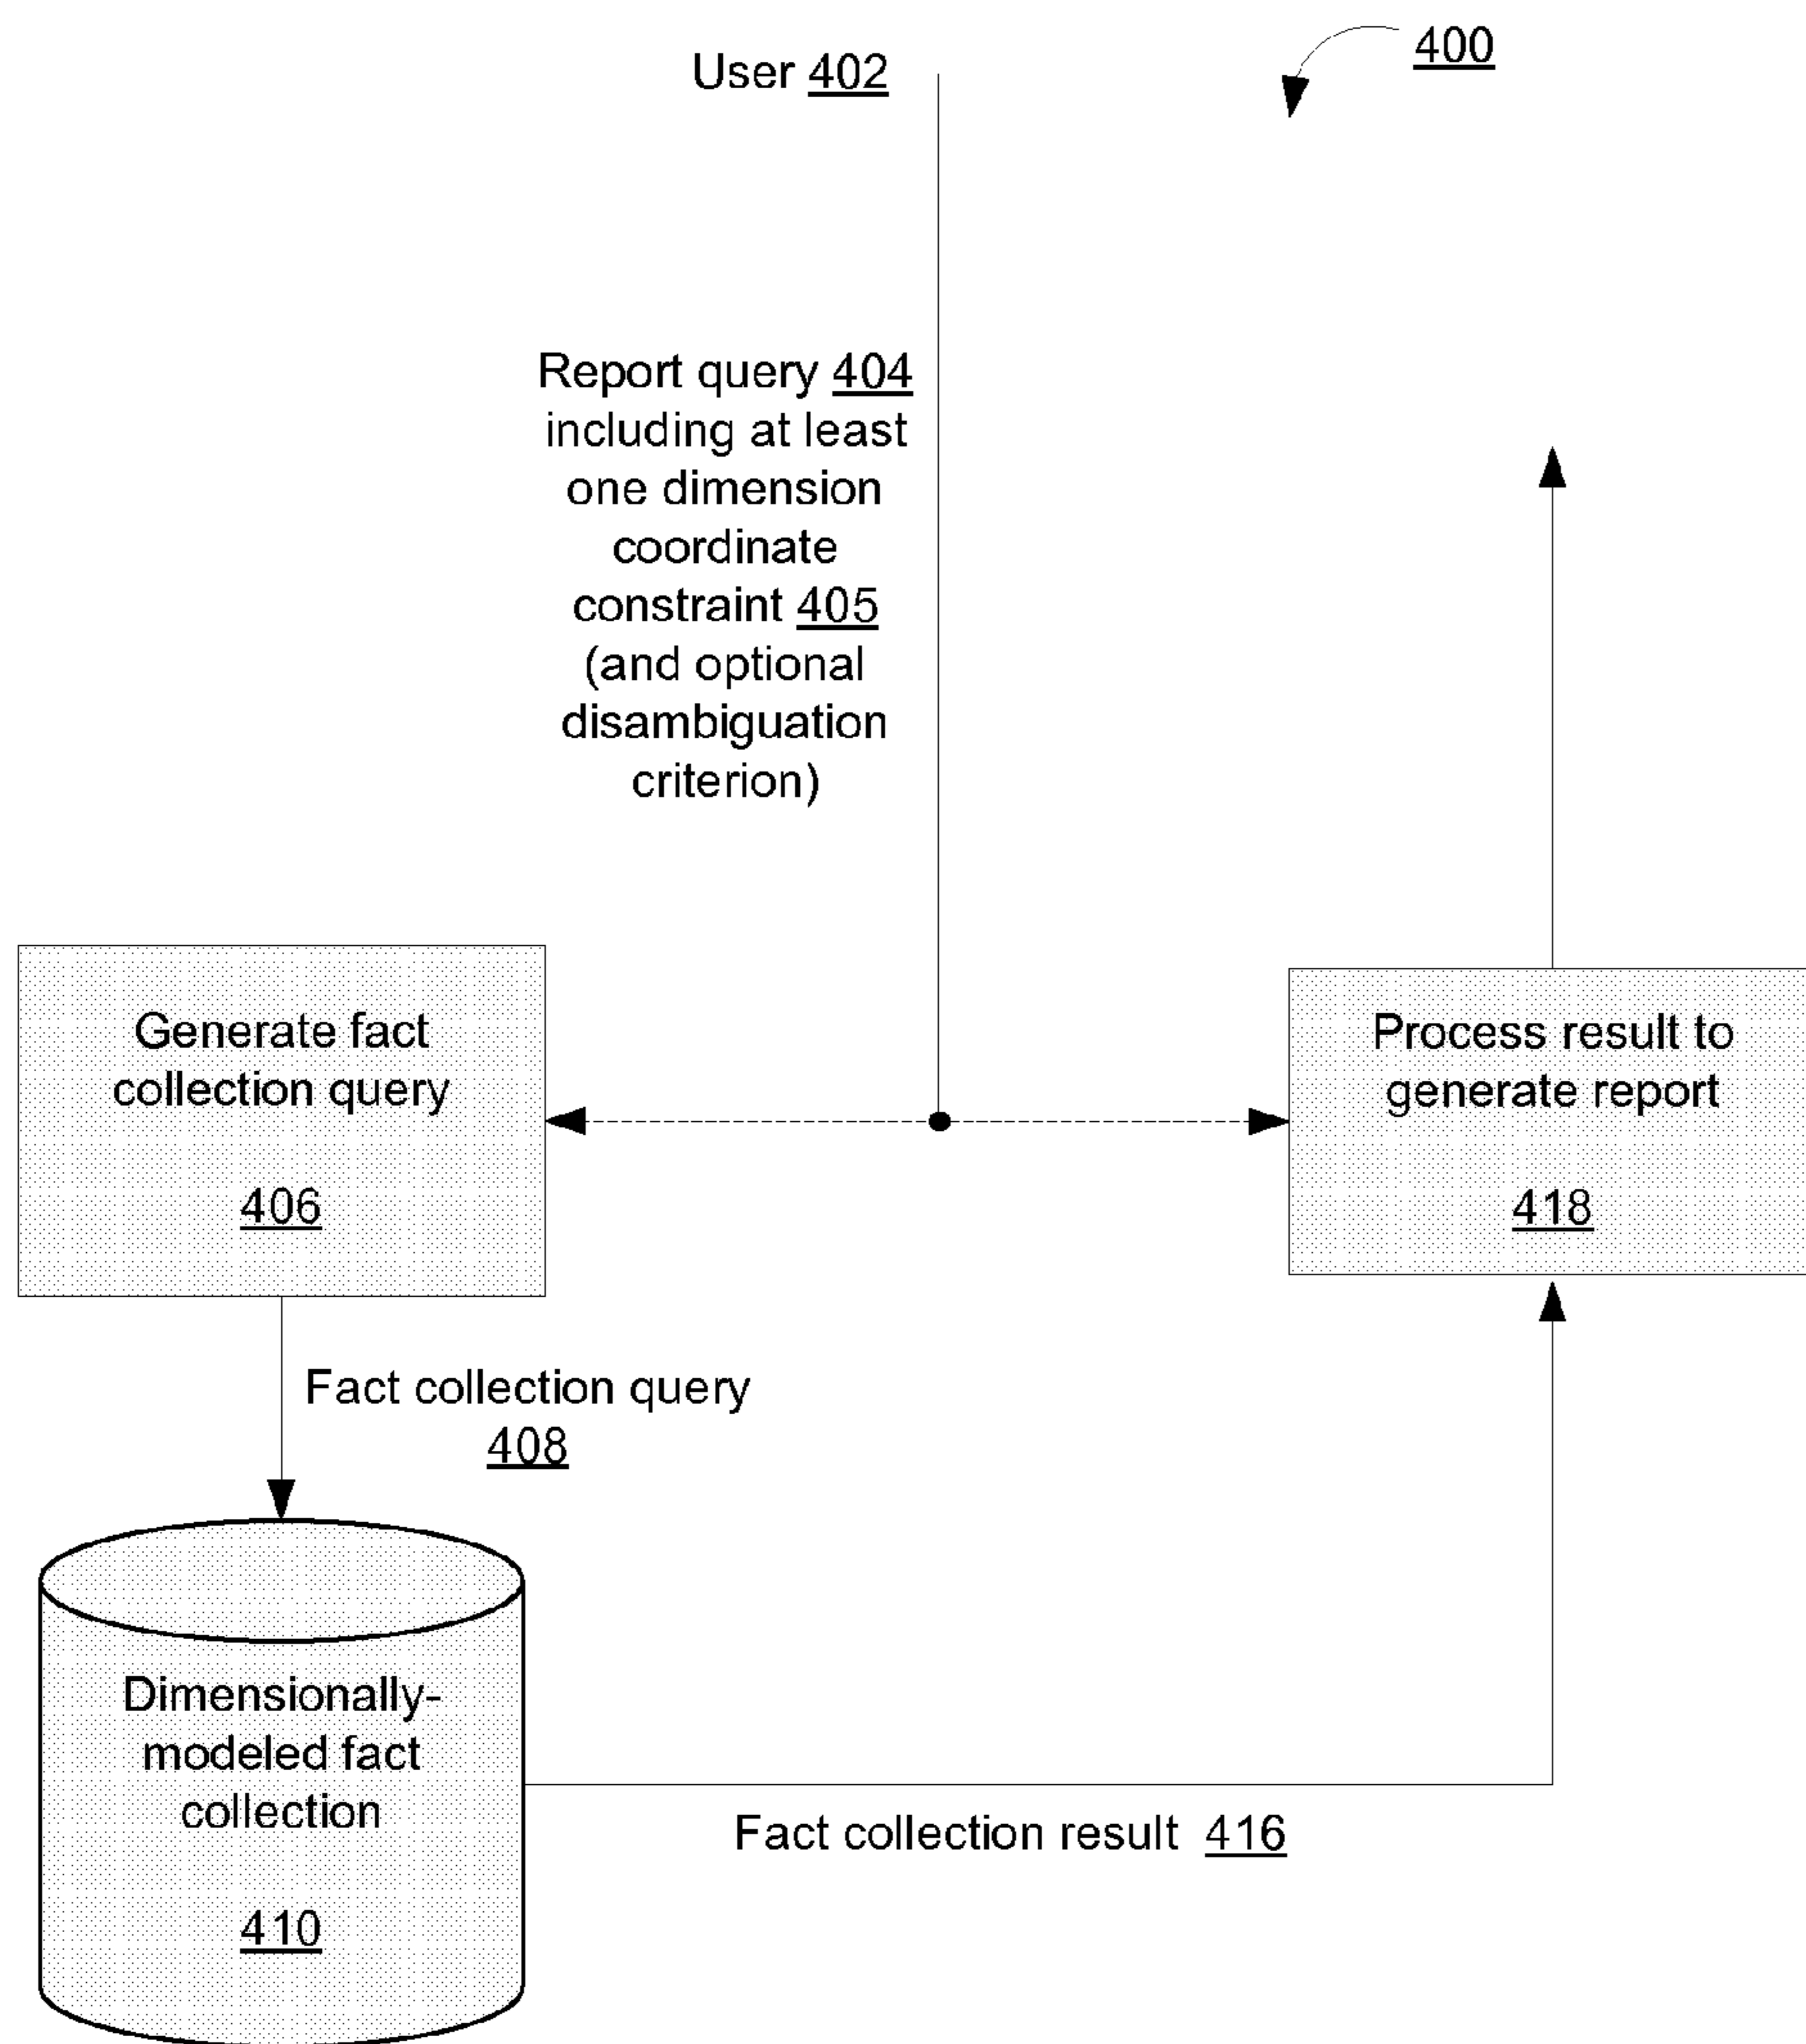 User 402
400
Report query 404
including at least
one dimension
coordinate
constraint 405
(and optional
disambiguation
criterion)
Generate fact
collection query
406
Process result to
generate report
418
Fact collection query
408
Dimensionally-
modeled fact
collection
410
Fact collection result 416